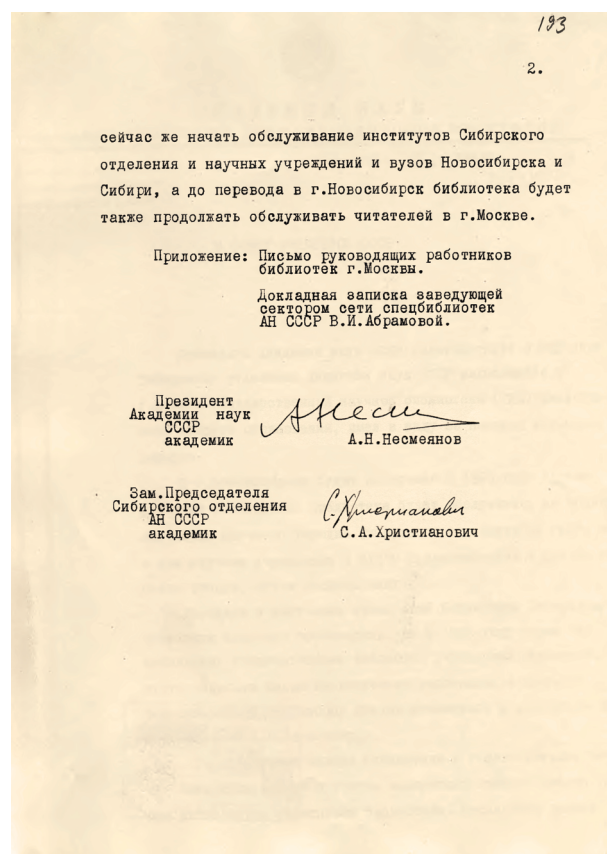 193
2.
сейчас же начать обслуживание институтов Сибирского
отделения и научных учреждений и вузов Новосибирска и
Сибири, а до перевода в г.Новосибирск библиотека будет
также продолжать обслуживать читателей в г.Москве.
Приложение: Письмо руководящих работников
библиотек г.Москвы.
Докладная записка заведующей
сектором сети спецбиблиотек
АН СССР В.И.Абрамовой.
Президент
Академии наук
СССР
академик
А.Н.Несмеянов
Зам.Председателя
Сибирского отделения
АН СССР
академик
С.Христианович
С.А.Христианович